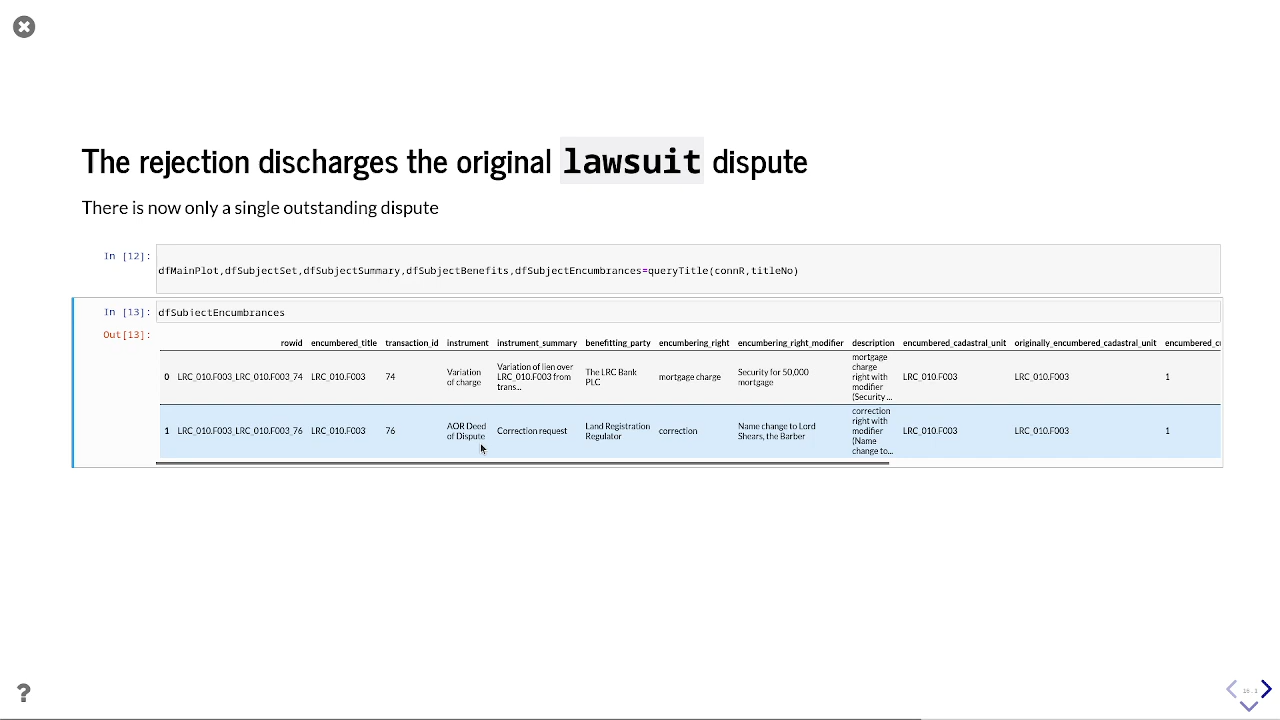 The rejection discharges the original lawsuit dispute
There is now only a single outstanding dispute
In [12]:
dfMainPlot,dfSubjectSet,dfSubjectSummary,dfSubjectBenefits,dfSubjectEncumbrances=queryTitle(connR,titleNo)
In [13]: dfSubjectEncumbrances
Out[13]:
rowid encumbered_title transaction_id instrument instrument_summary benefitting_party encumbering_right encumbering_right_modifier description encumbered_cadastral_unit originally_encumbered_cadastral_unit
0 LRC_010.F003_LRC_010.F003_74 LRC_010.F003 74 Variation of charge Variation of lien over LRC_010.F003 from trans... The LRC Bank PLC mortgage charge Security for 50,000 mortgage mortgage charge right with modifier (Security ... LRC_010.F003 LRC_010.F003 1
1 LRC_010.F003_LRC_010.F003_76 LRC_010.F003 76 AOR Deed of Dispute Correction request Land Registration Regulator correction Name change to Lord Shears, the Barber correction right with modifier (Name change to... LRC_010.F003 LRC_010.F003 1
?